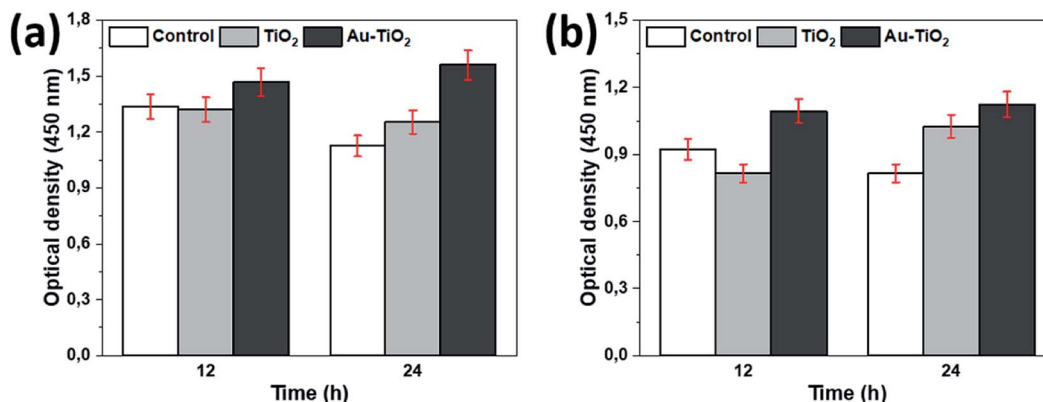 (a)
Control TiO₂ Au-TiO₂
Optical density (450 nm)
1,8
1,5
1,2
0,9
0,6
0,3
0,0
12 24
Time (h)
(b)
Control TiO₂ Au-TiO₂
Optical density (450 nm)
1,5
1,2
0,9
0,6
0,3
0,0
12 24
Time (h)